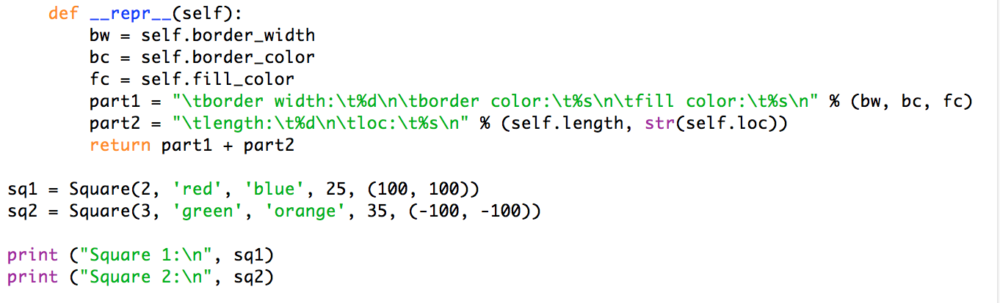 def __repr__(self):
        bw = self.border_width
        bc = self.border_color
        fc = self.fill_color
        part1 = "\tborder width:\t%d\n\tborder color:\t%s\n\tfill color:\t%s\n" % (bw, bc, fc)
        part2 = "\tlength:\t%d\n\tloc:\t%s\n" % (self.length, str(self.loc))
        return part1 + part2

sq1 = Square(2, 'red', 'blue', 25, (100, 100))
sq2 = Square(3, 'green', 'orange', 35, (-100, -100))

print ("Square 1:\n", sq1)
print ("Square 2:\n", sq2)